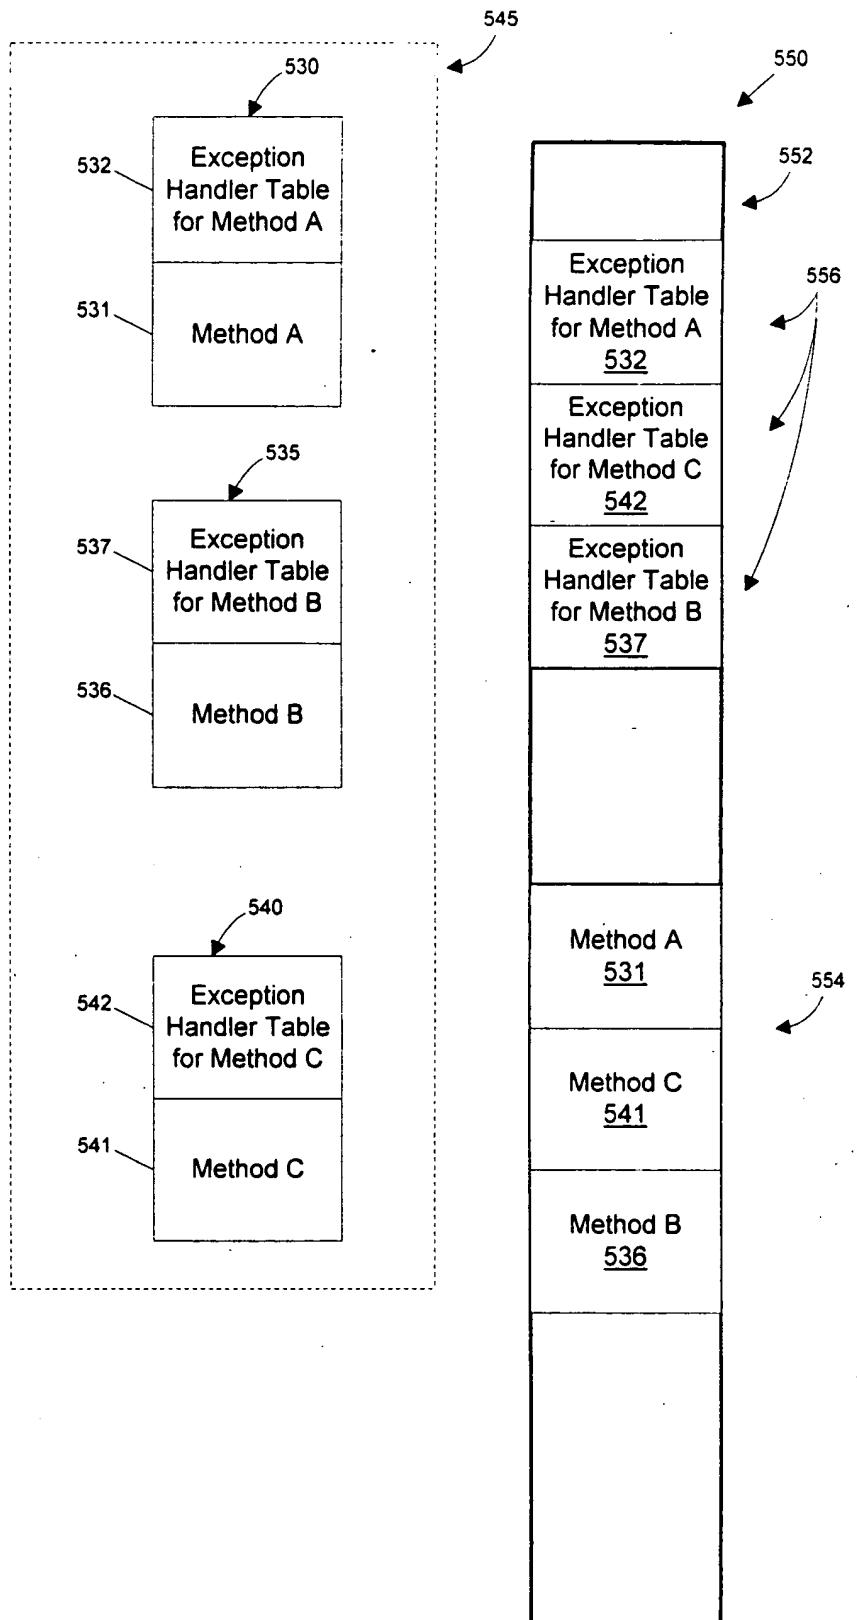 545
530
532
Exception
Handler Table
for Method A
531
Method A
535
537
Exception
Handler Table
for Method B
536
Method B
540
542
Exception
Handler Table
for Method C
541
Method C
550
552
Exception
Handler Table
for Method A
532
556
Exception
Handler Table
for Method C
542
Exception
Handler Table
for Method B
537
Method A
531
554
Method C
541
Method B
536